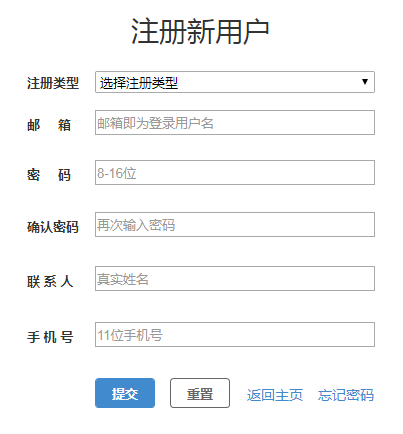 注册新用户
注册类型 选择注册类型
邮 箱 邮箱即为登录用户名
密 码 8-16位
确认密码 再次输入密码
联 系 人 真实姓名
手 机 号 11位手机号
提交 重置 返回主页 忘记密码